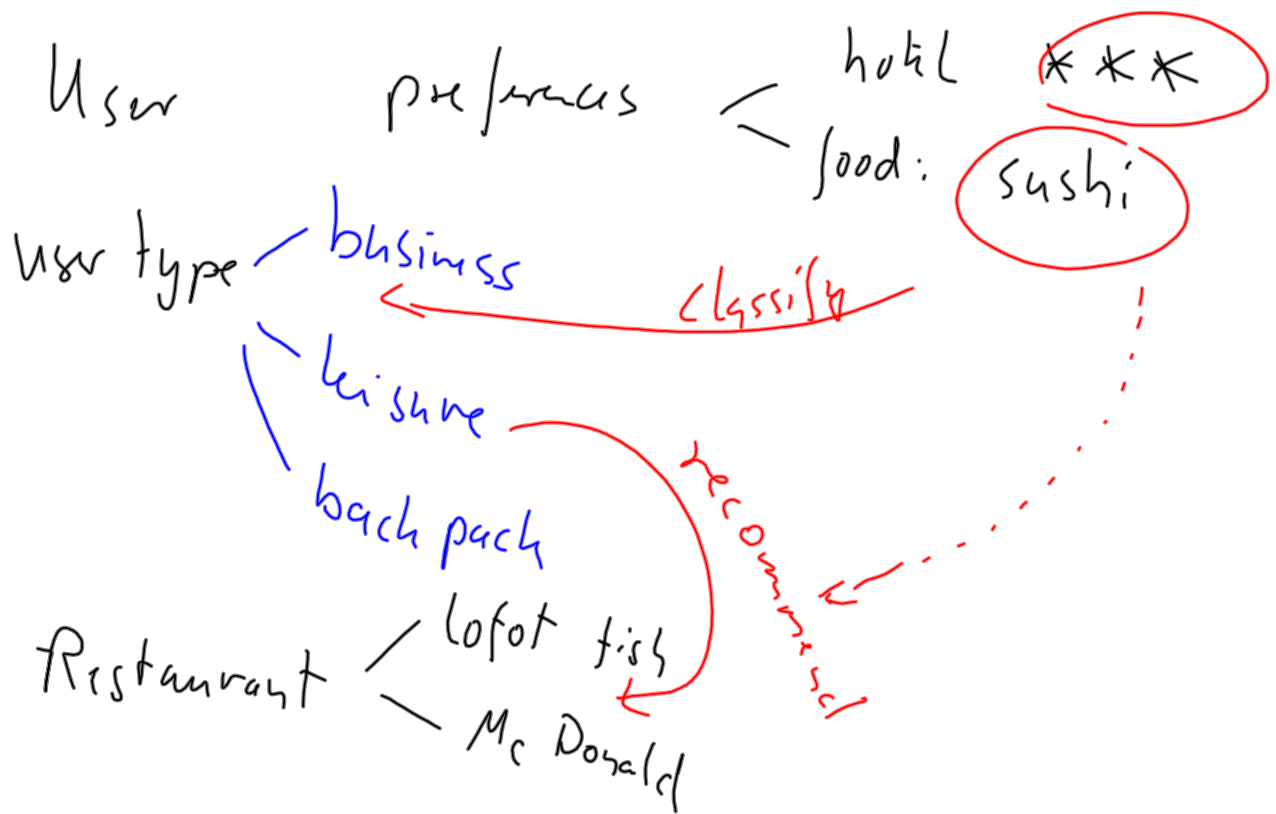 User preferences hotel ***
food: sushi
user type business
classify
leisure
recommend
back pack
Restaurant Lofot fish
Mc Donald